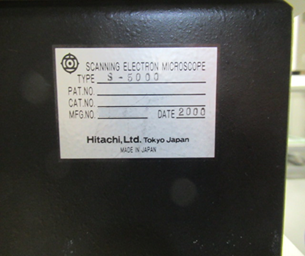 SCANNING ELECTRON MICROSCOPE
TYPE S-5000
PAT.NO.
CAT.NO.
MFG.NO. DATE 2000
Hitachi, Ltd. Tokyo Japan
MADE IN JAPAN